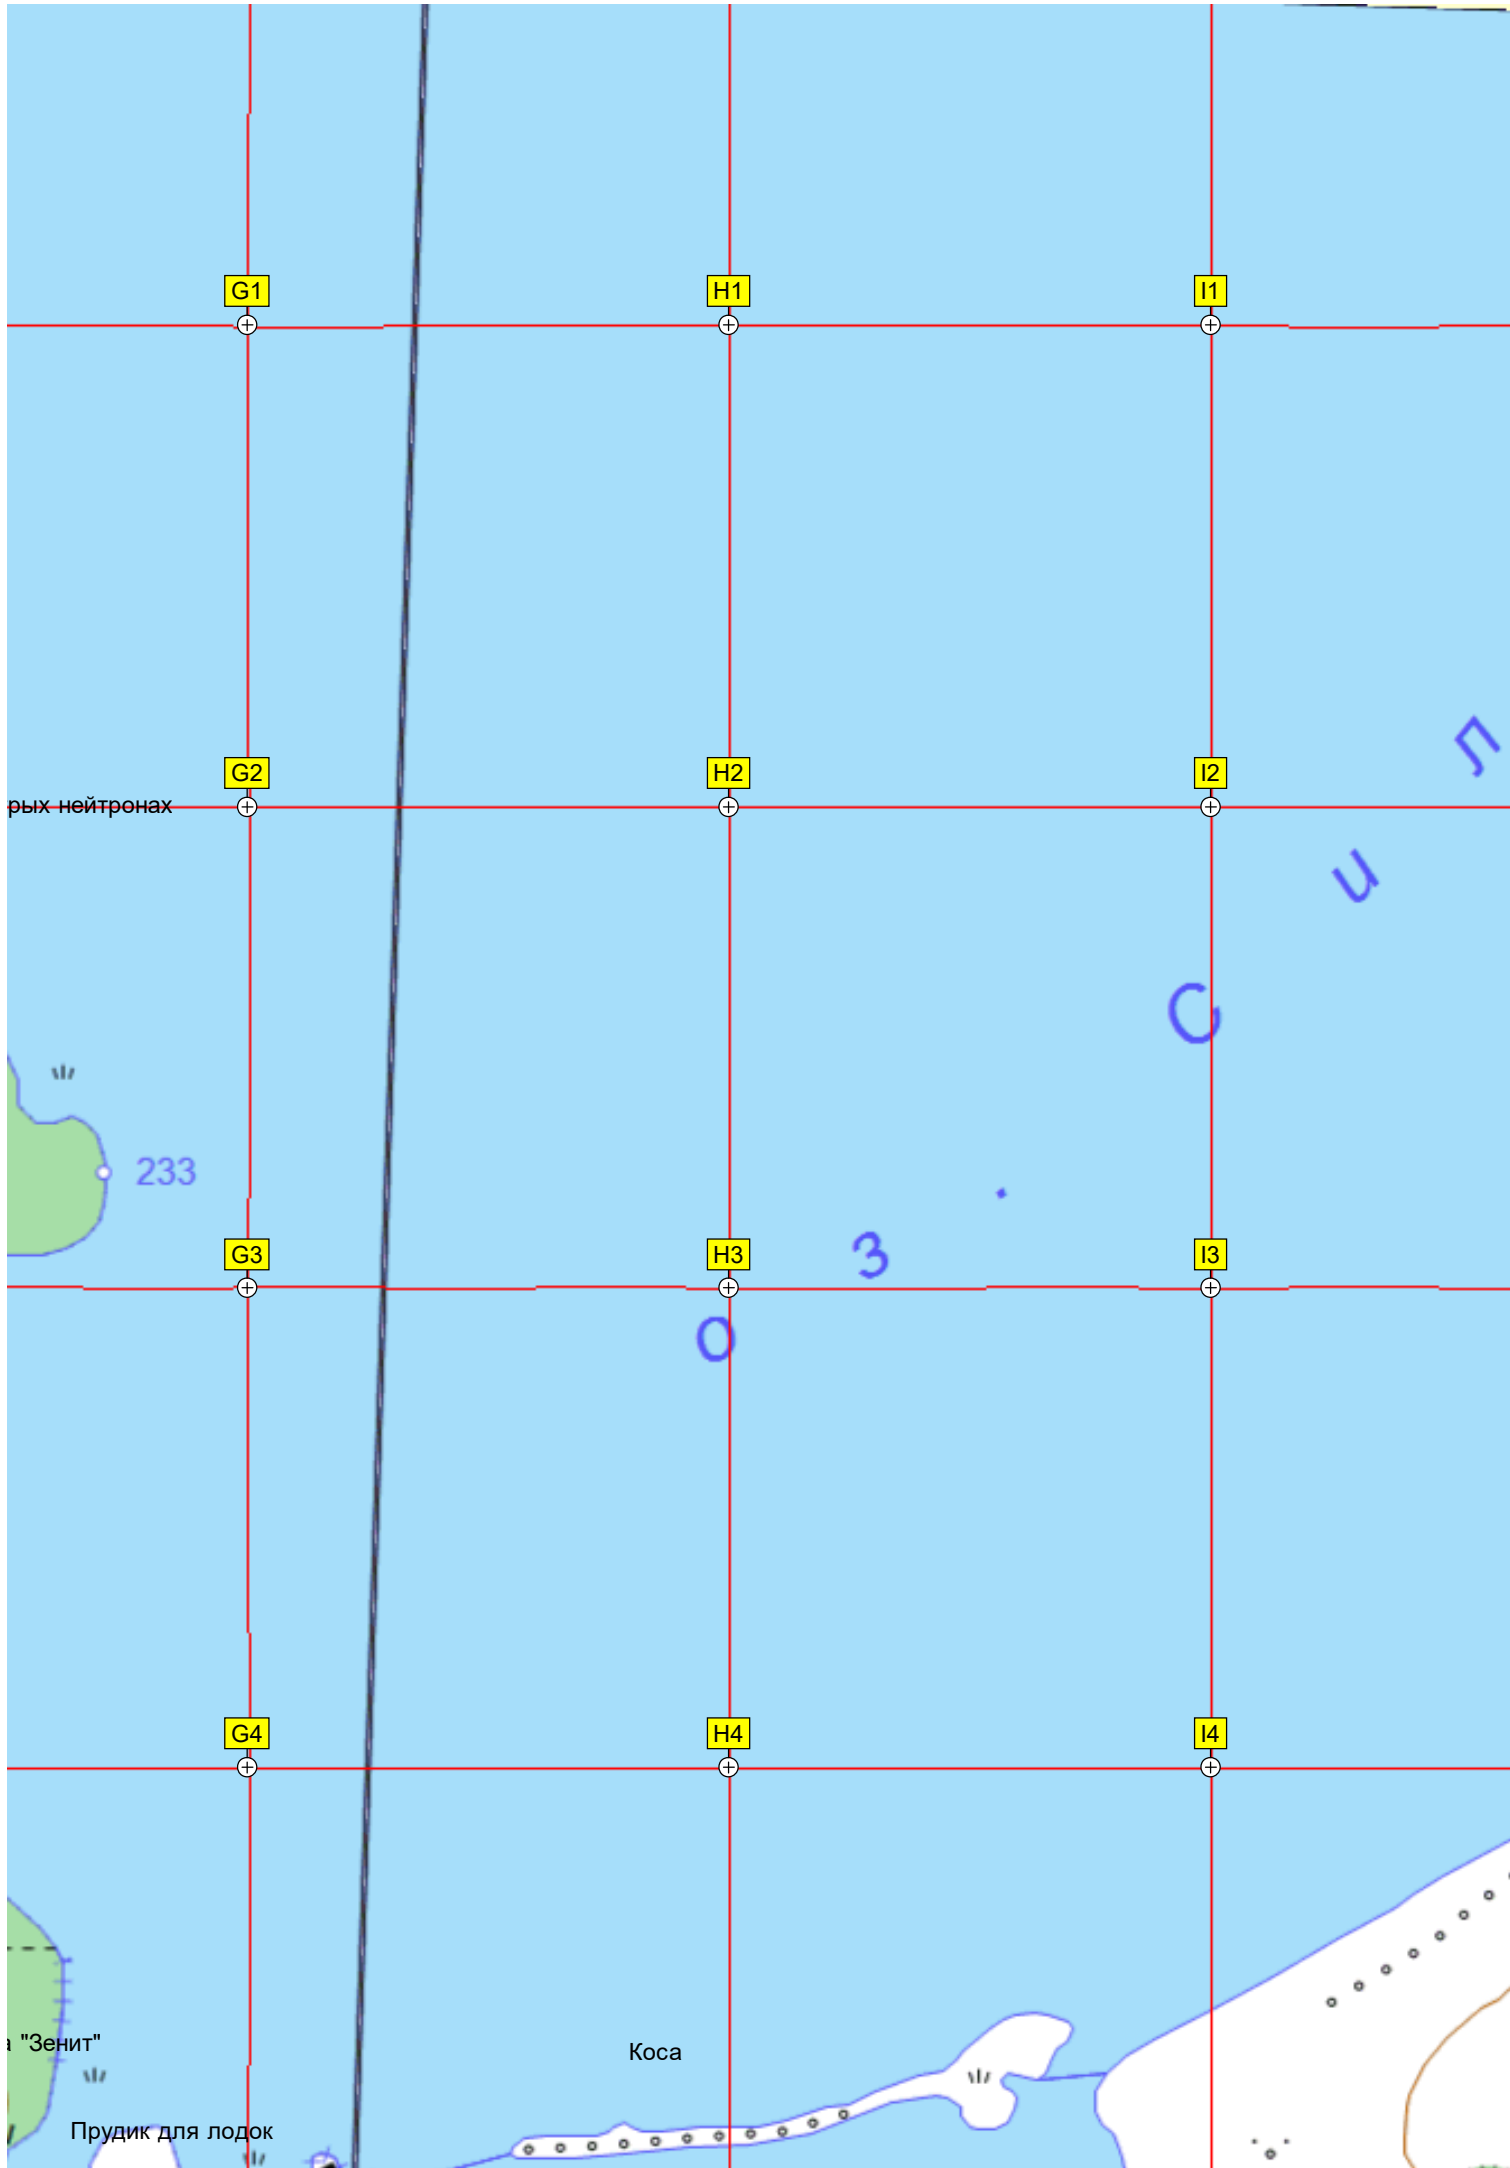 G1 H1 I1
л
G2 H2 I2
рых нейтронах
и
С
233
G3 H3 I3
з .
о
G4 H4 I4
"Зенит"
Коса
Прудик для лодок